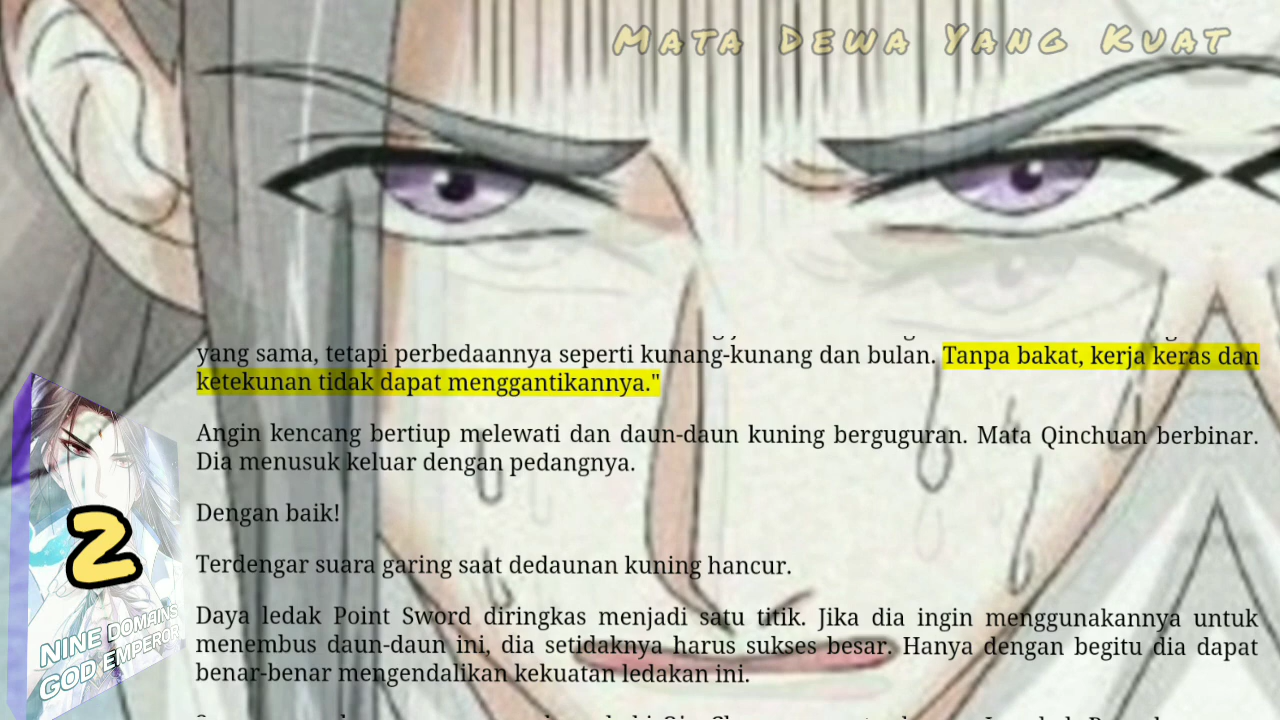 Mata Dewa Yang Kuat
yang sama, tetapi perbedaannya seperti kunang-kunang dan bulan. Tanpa bakat, kerja keras dan
ketekunan tidak dapat menggantikannya."
Angin kencang bertiup melewati dan daun-daun kuning berguguran. Mata Qinchuan berbinar.
Dia menusuk keluar dengan pedangnya.
Dengan baik!
Terdengar suara garing saat dedaunan kuning hancur.
Daya ledak Point Sword diringkas menjadi satu titik. Jika dia ingin menggunakannya untuk
menembus daun-daun ini, dia setidaknya harus sukses besar. Hanya dengan begitu dia dapat
benar-benar mengendalikan kekuatan ledakan ini.
2
NINE DOMAINS
GOD EMPEROR